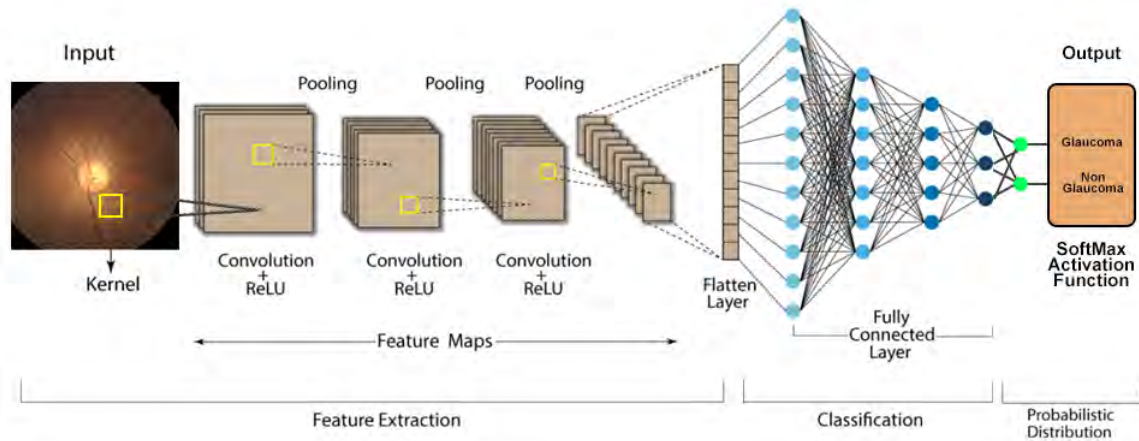 Input
Pooling
Pooling
Pooling
Output
Glaucoma
Non
Glaucoma
Kernel
Convolution
+
ReLU
Convolution
+
ReLU
Convolution
+
ReLU
Flatten
Layer
SoftMax
Activation
Function
Fully
Connected
Layer
Feature Maps
Feature Extraction
Classification
Probabilistic
Distribution